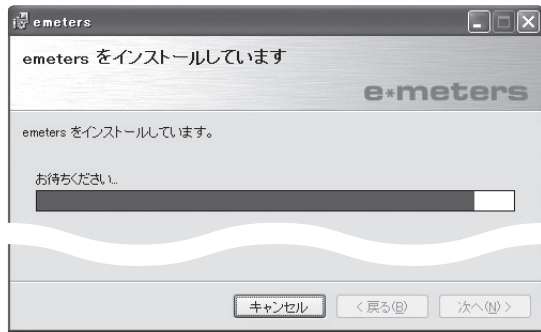 emeters
emeters をインストールしています
e*meters
emeters をインストールしています。
お待ちください...
キャンセル
< 戻る(B)
次へ(N) >